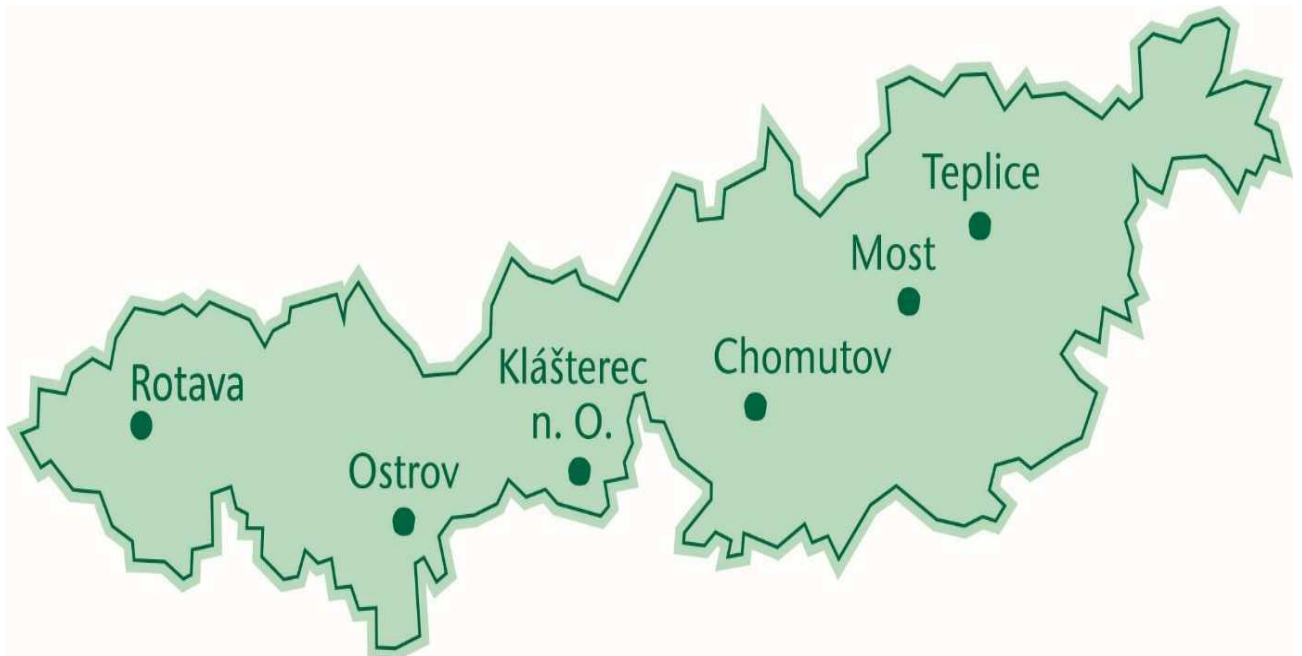 Teplice
Most
Chomutov
Klášterec
n. O.
Rotava
Ostrov